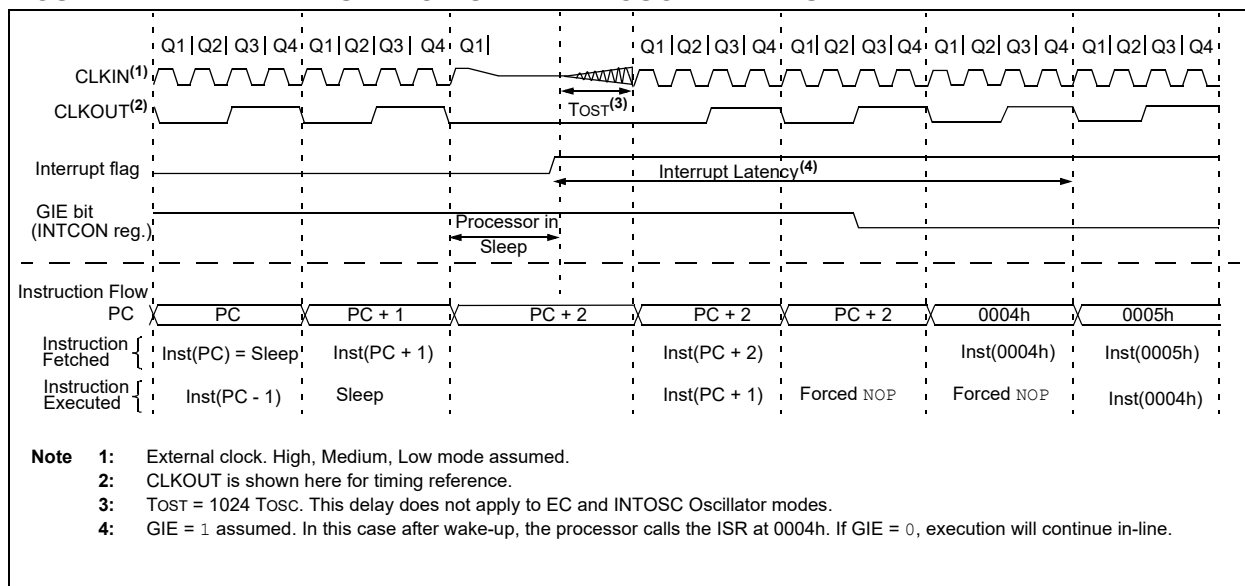 Q1 Q2 Q3 Q4 Q1 Q2 Q3 Q4 Q1 Q1 Q2 Q3 Q4 Q1 Q2 Q3 Q4 Q1 Q2 Q3 Q4 Q1 Q2 Q3 Q4
CLKIN(1)
CLKOUT(2)
TOST(3)
Interrupt flag
Interrupt Latency(4)
GIE bit
(INTCON reg.)
Processor in
Sleep
Instruction Flow
PC PC PC + 1 PC + 2 PC + 2 PC + 2 0004h 0005h
Instruction
Fetched
Inst(PC) = Sleep Inst(PC + 1) Inst(PC + 2) Inst(0004h) Inst(0005h)
Instruction
Executed
Inst(PC - 1) Sleep Inst(PC + 1) Forced NOP Forced NOP Inst(0004h)
Note 1: External clock. High, Medium, Low mode assumed.
2: CLKOUT is shown here for timing reference.
3: TOST = 1024 TOSC. This delay does not apply to EC and INTOSC Oscillator modes.
4: GIE = 1 assumed. In this case after wake-up, the processor calls the ISR at 0004h. If GIE = 0, execution will continue in-line.